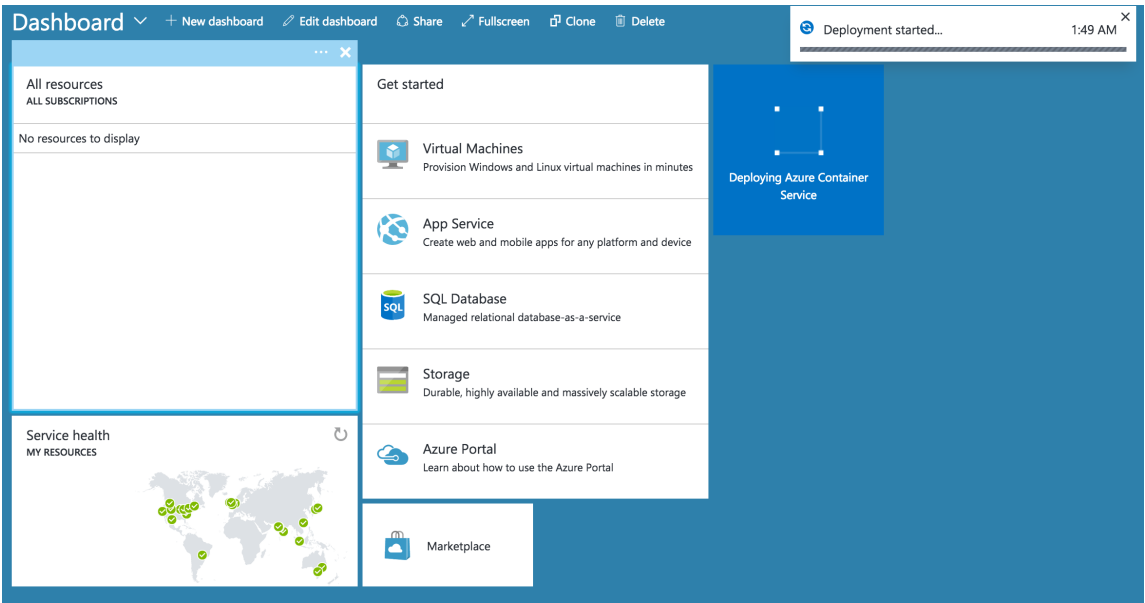 Dashboard
New dashboard
Edit dashboard
Share
Fullscreen
Clone
Delete
Deployment started...
1:49 AM
All resources
ALL SUBSCRIPTIONS
No resources to display
Service health
MY RESOURCES
Get started
Virtual Machines
Provision Windows and Linux virtual machines in minutes
App Service
Create web and mobile apps for any platform and device
SQL
SQL Database
Managed relational database-as-a-service
Storage
Durable, highly available and massively scalable storage
Azure Portal
Learn about how to use the Azure Portal
Marketplace
Deploying Azure Container
Service